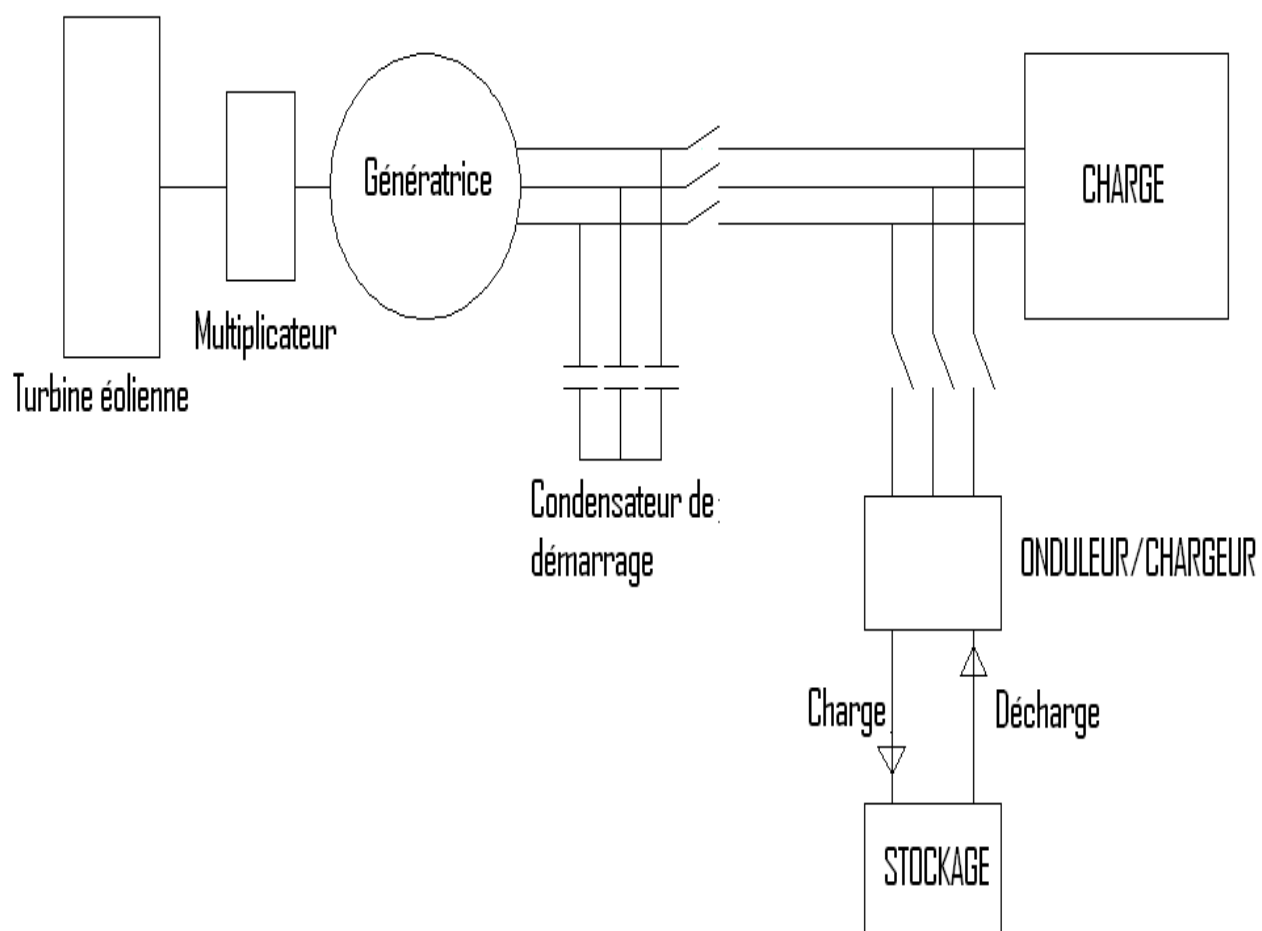 Génératrice
CHARGE
Multiplicateur
Turbine éolienne
Condensateur de
démarrage
ONDULEUR/CHARGEUR
Charge
Décharge
STOCKAGE